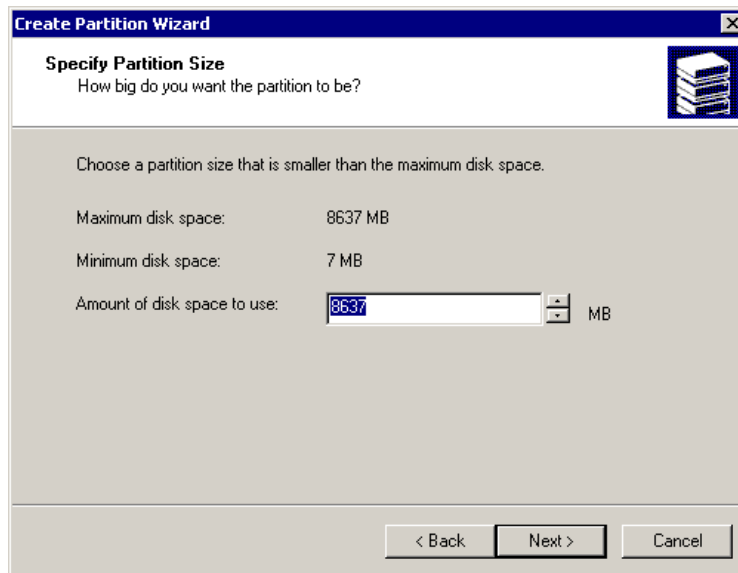 Create Partition Wizard
Specify Partition Size
How big do you want the partition to be?
Choose a partition size that is smaller than the maximum disk space.
Maximum disk space: 8637 MB
Minimum disk space: 7 MB
Amount of disk space to use: 8637 MB
< Back Next > Cancel